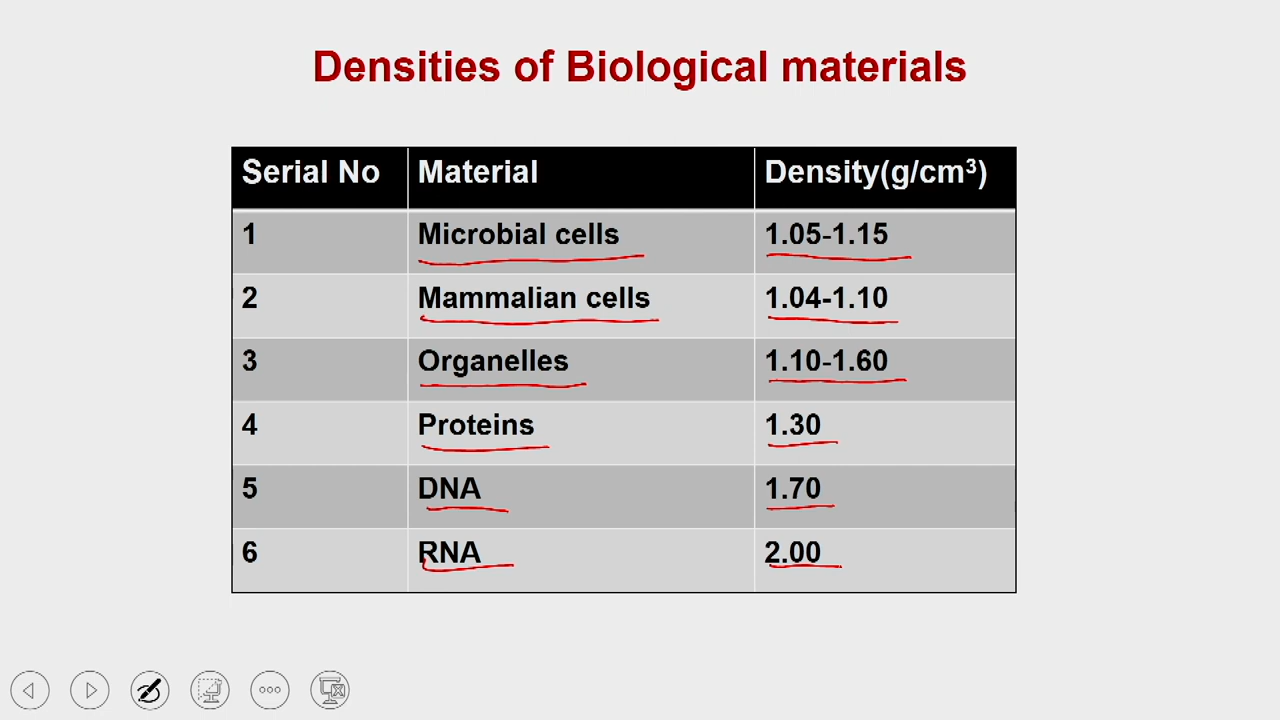 Densities of Biological materials
Serial No Material Density(g/cm³)
1 Microbial cells 1.05-1.15
2 Mammalian cells 1.04-1.10
3 Organelles 1.10-1.60
4 Proteins 1.30
5 DNA 1.70
6 RNA 2.00